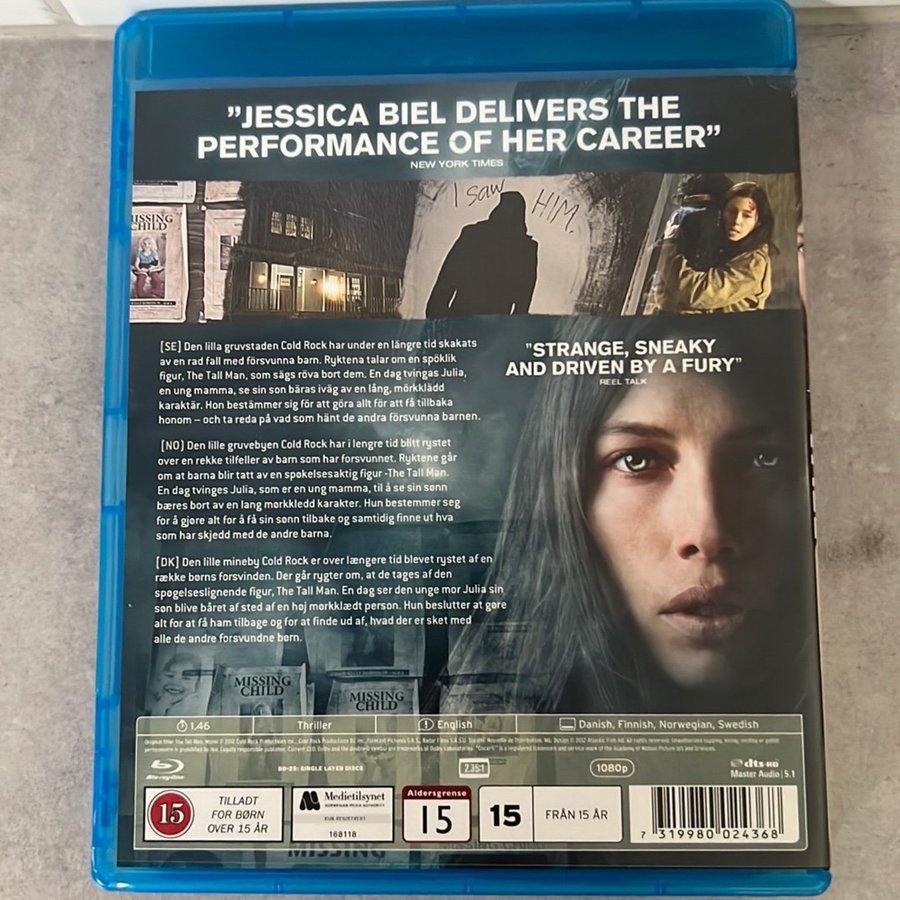 "JESSICA BIEL DELIVERS THE
PERFORMANCE OF HER CAREER"
NEW YORK TIMES
MISSING
CHILD
I saw
HIM.
[SE] Den lilla gruvstaden Cold Rock har under en längre tid skakats
av en rad fall med försvunna barn. Ryktena talar om en spöklik
figur, The Tall Man, som sägs röva bort dem. En dag tvingas Julia,
en ung mamma, se sin son bäras iväg av en lång, mörkklädd
karaktär. Hon bestämmer sig för att göra allt för att få tillbaka
honom – och ta reda på vad som hänt de andra försvunna barnen.
"STRANGE, SNEAKY
AND DRIVEN BY A FURY"
REEL TALK
[NO] Den lille gruvebyen Cold Rock har i lengre tid blitt rystet
over en rekke tilfeller av barn som har forsvunnet. Ryktene går
om at barna blir tatt av en spøkelsesaktig figur -The Tall Man.
En dag tvinges Julia, som er en ung mamma, til å se sin sønn
bæres bort av en lang mørkkledd karakter. Hun bestemmer seg
for å gjøre alt for å få sin sønn tilbake og samtidig finne ut hva
som har skjedd med de andre barna.
[DK] Den lille mineby Cold Rock er over længere tid blevet rystet af en
række børns forsvinden. Der går rygter om, at de tages af den
spøgelseslignende figur, The Tall Man. En dag ser den unge mor Julia sin
søn blive båret af sted af en høj mørkklædt person. Hun beslutter at gøre
alt for at få ham tilbage og for at finde ud af, hvad der er sket med
alle de andre forsvundne børn.
MISSING
CHILD
MISSING
CHILD
1.46
Thriller
English
Danish, Finnish, Norwegian, Swedish
Blu-ray Disc
BD-25: SINGLE LAYER DISCS
2.35:1
1080p
dts-HD
Master Audio | 5.1
15
TILLADT
FOR BØRN
OVER 15 ÅR
Medietilsynet
NORWEGIAN MEDIA AUTHORITY
KUN REGISTRERT
168118
Aldersgrense
15
15
FRÅN 15 ÅR
7 319980 024368
MISSING